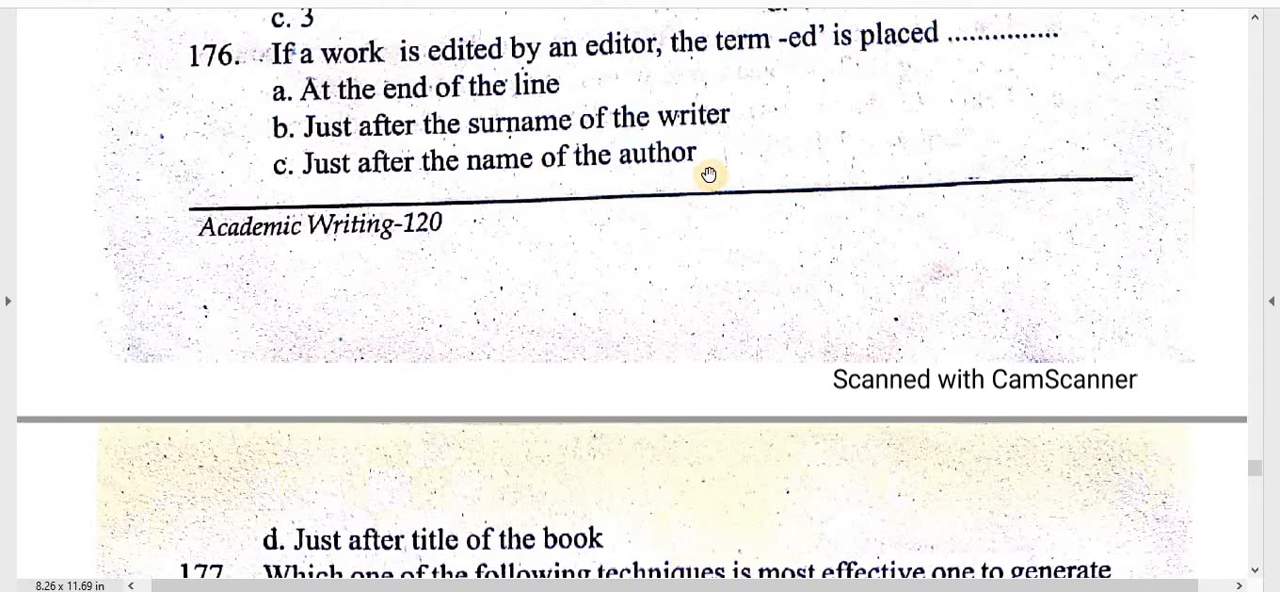 c. 3
176. If a work is edited by an editor, the term -ed' is placed ...............
a. At the end of the line
b. Just after the surname of the writer
c. Just after the name of the author
Academic Writing-120
Scanned with CamScanner
d. Just after title of the book
177 Which one of the following techniques is most effective one to generate
8.26 x 11.69 in